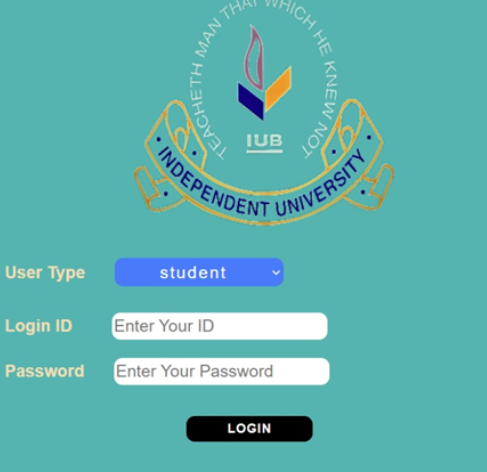 TEACHETH MAN THAT WHICH HE KNEW NOT
IUB
INDEPENDENT UNIVERSITY
User Type student
Login ID Enter Your ID
Password Enter Your Password
LOGIN